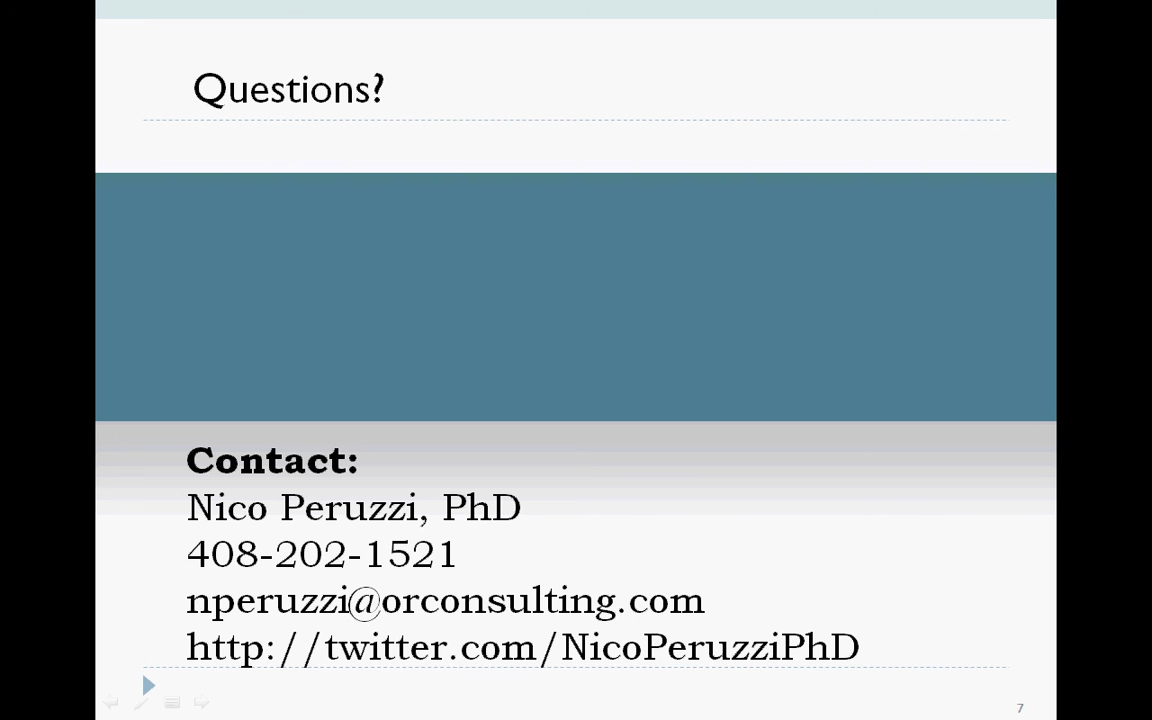 Questions?
Contact:
Nico Peruzzi, PhD
408-202-1521
nperuzzi@orconsulting.com
http://twitter.com/NicoPeruzziPhD
7